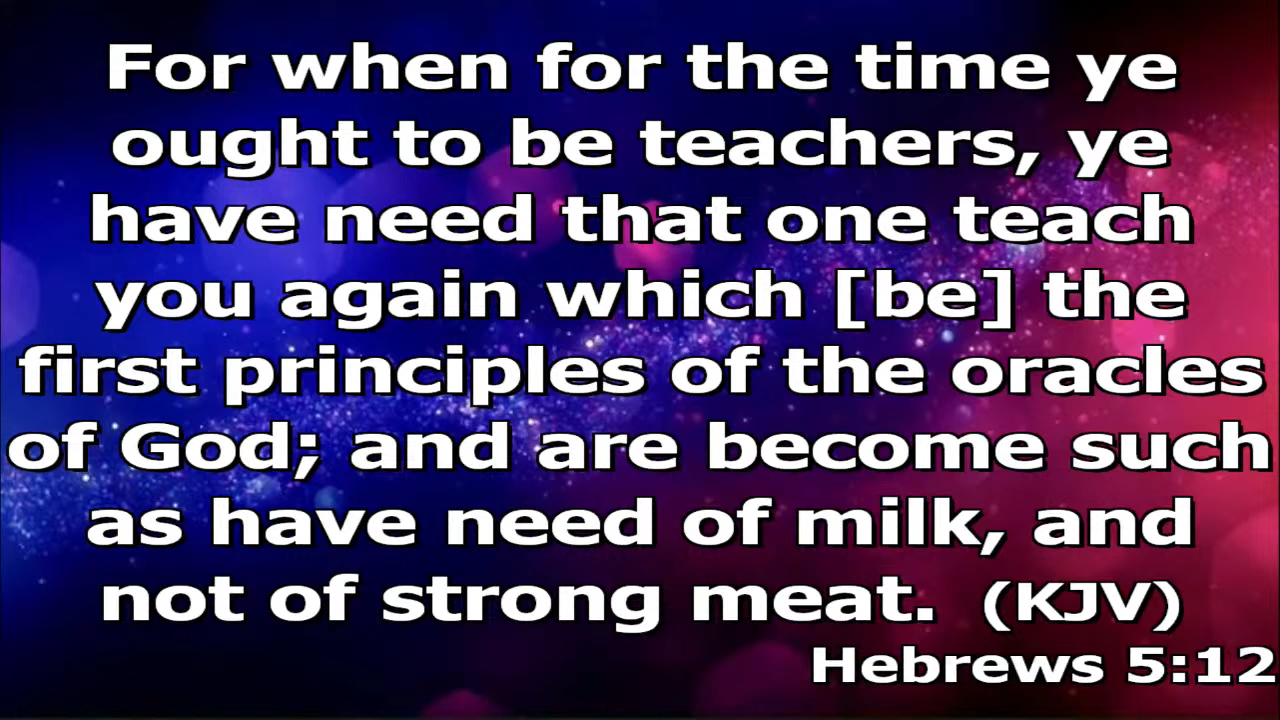 For when for the time ye
ought to be teachers, ye
have need that one teach
you again which [be] the
first principles of the oracles
of God; and are become such
as have need of milk, and
not of strong meat. (KJV)
Hebrews 5:12